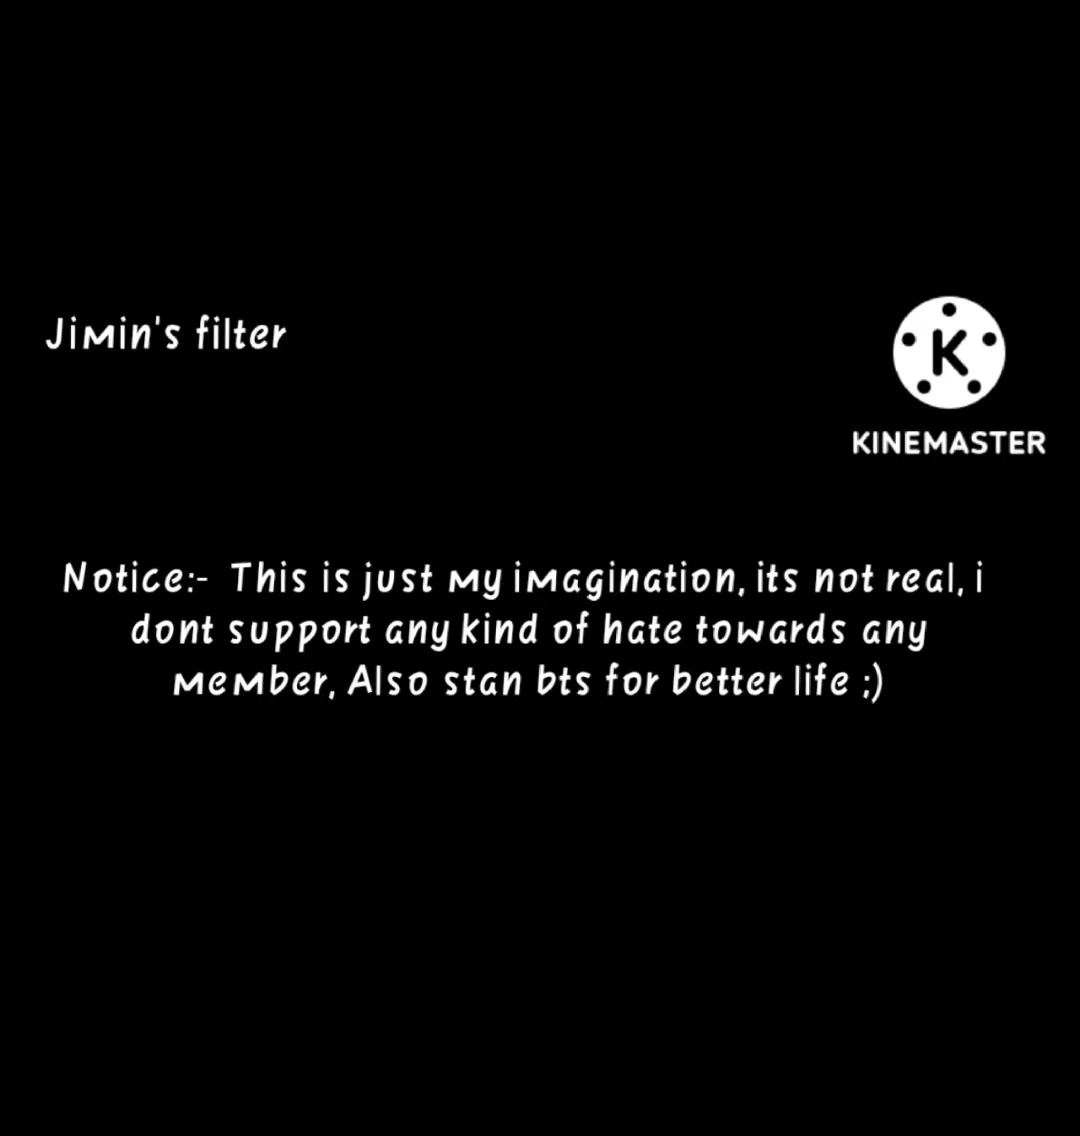 Jimin's filter
K
KINEMASTER
Notice:- This is just my imagination, its not real, i
dont support any kind of hate towards any
member, Also stan bts for better life ;)